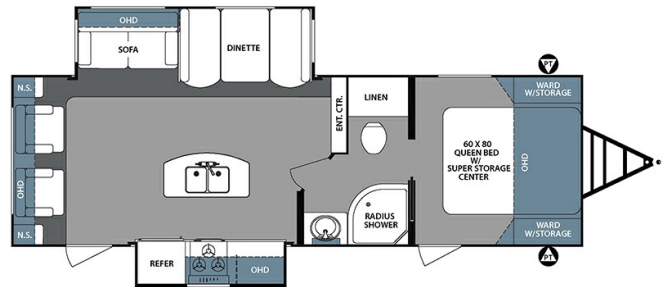 OHD
SOFA
DINETTE
PT
N.S.
ENT. CTR.
LINEN
WARD
W/STORAGE
60 X 80
QUEEN BED
W/
SUPER STORAGE
CENTER
OHD
OHD
RADIUS
SHOWER
N.S.
REFER
OHD
WARD
W/STORAGE
PT